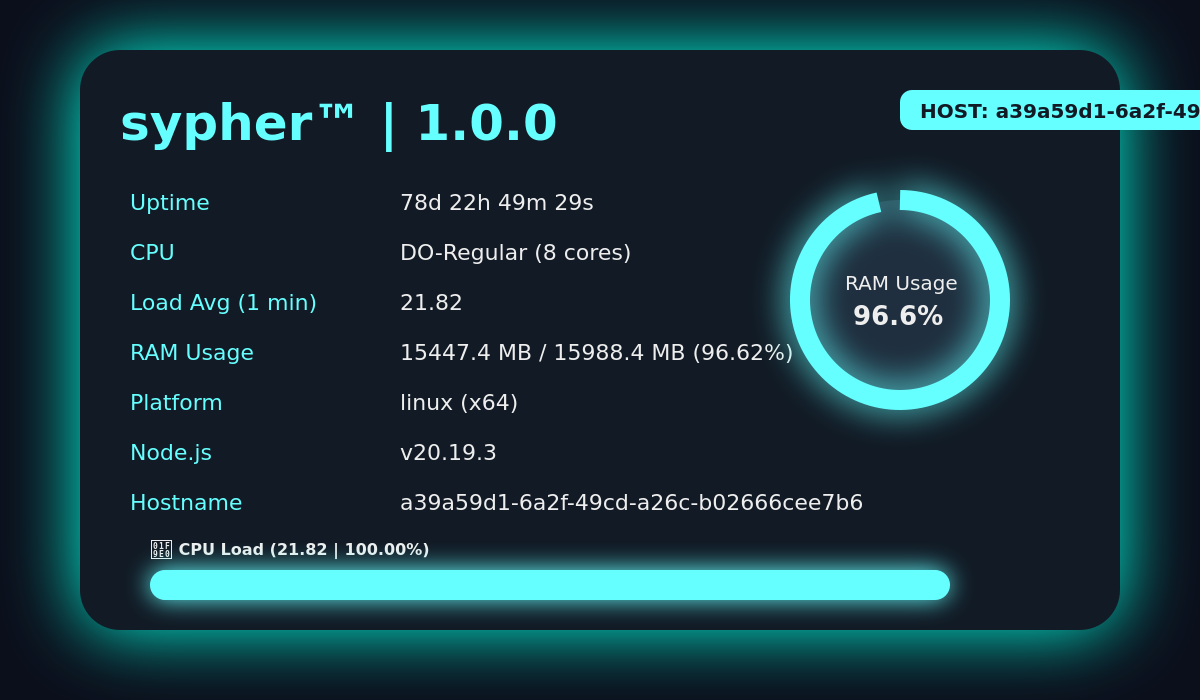 sypher™ | 1.0.0
HOST: a39a59d1-6a2f-49
Uptime 78d 22h 49m 29s
CPU DO-Regular (8 cores)
Load Avg (1 min) 21.82
RAM Usage 15447.4 MB / 15988.4 MB (96.62%)
Platform linux (x64)
Node.js v20.19.3
Hostname a39a59d1-6a2f-49cd-a26c-b02666cee7b6
RAM Usage
96.6%
CPU Load (21.82 | 100.00%)